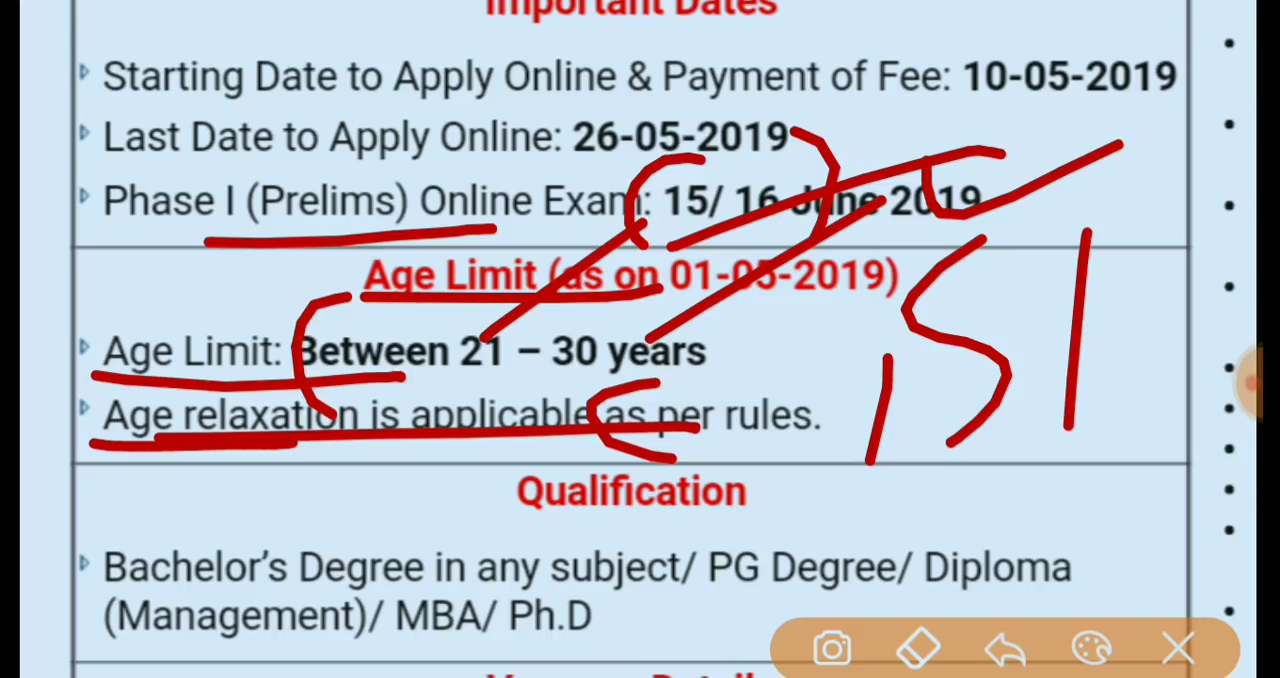 Important Dates
Starting Date to Apply Online & Payment of Fee: 10-05-2019
Last Date to Apply Online: 26-05-2019
Phase I (Prelims) Online Exam: 15/ 16 June 2019
Age Limit (as on 01-05-2019)
Age Limit: Between 21 – 30 years
Age relaxation is applicable as per rules.
Qualification
Bachelor's Degree in any subject/ PG Degree/ Diploma
(Management)/ MBA/ Ph.D